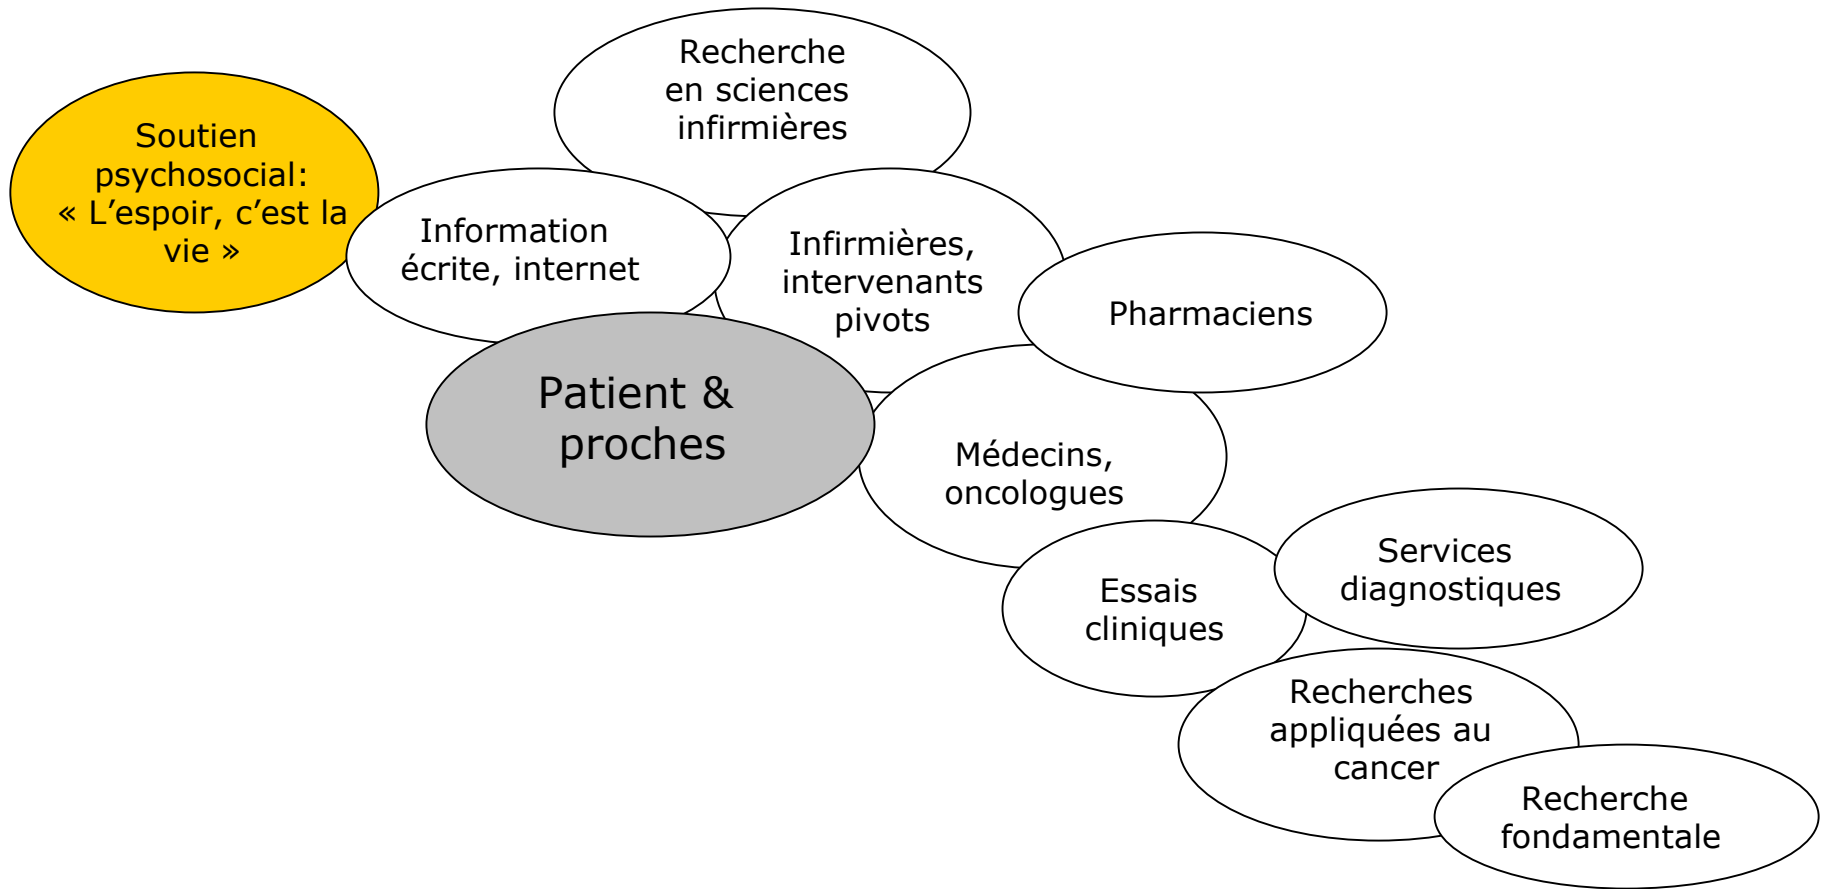 Recherche
en sciences
infirmières
Soutien
psychosocial:
« L’espoir, c’est la
vie »
Information
écrite, internet
Infirmières,
intervenants
pivots
Pharmaciens
Patient &
proches
Médecins,
oncologues
Services
diagnostiques
Essais
cliniques
Recherches
appliquées au
cancer
Recherche
fondamentale